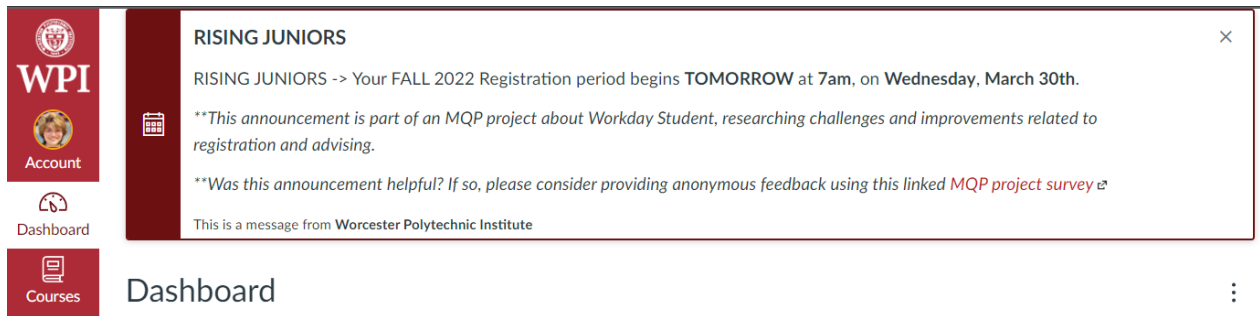 WPI
Account
Dashboard
Courses
RISING JUNIORS
RISING JUNIORS -> Your FALL 2022 Registration period begins TOMORROW at 7am, on Wednesday, March 30th.
**This announcement is part of an MQP project about Workday Student, researching challenges and improvements related to
registration and advising.
**Was this announcement helpful? If so, please consider providing anonymous feedback using this linked MQP project survey
This is a message from Worcester Polytechnic Institute
Dashboard